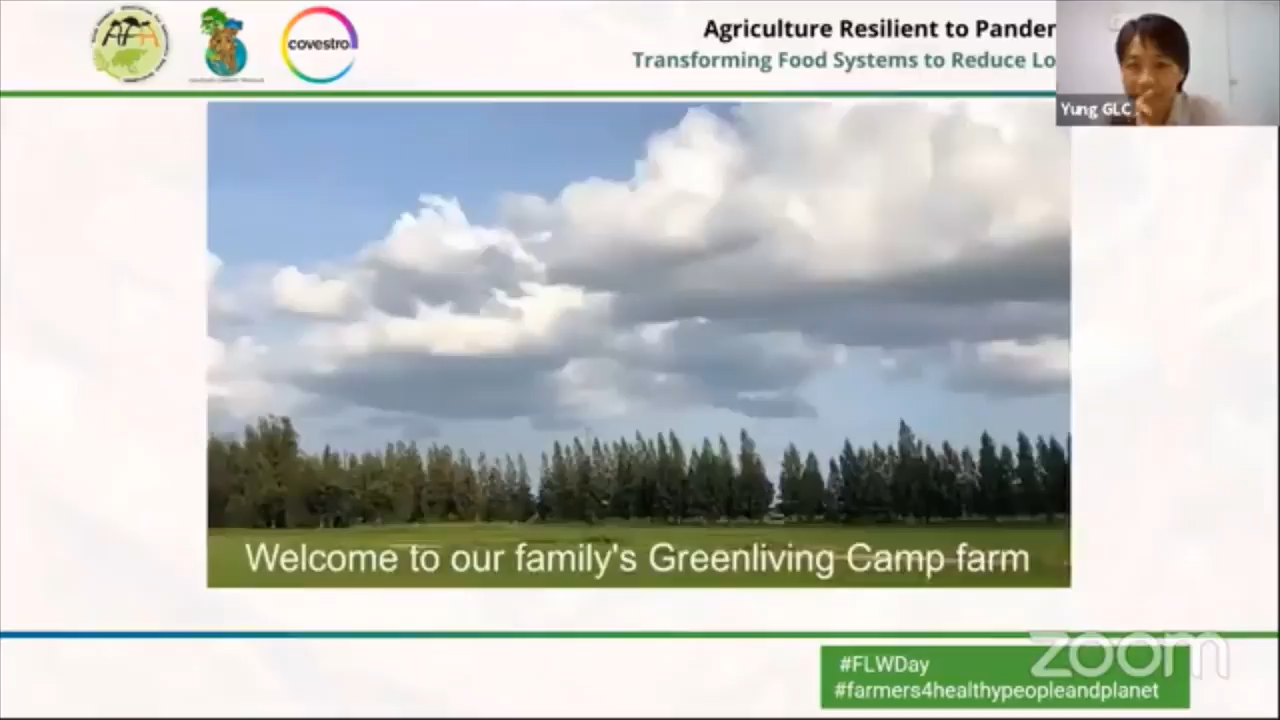 AFA
covestro
Agriculture Resilient to Pander
Transforming Food Systems to Reduce Lo
Yung GLC
Welcome to our family's Greenliving Camp farm
zoom
#FLWDay
#farmers4healthypeopleandplanet